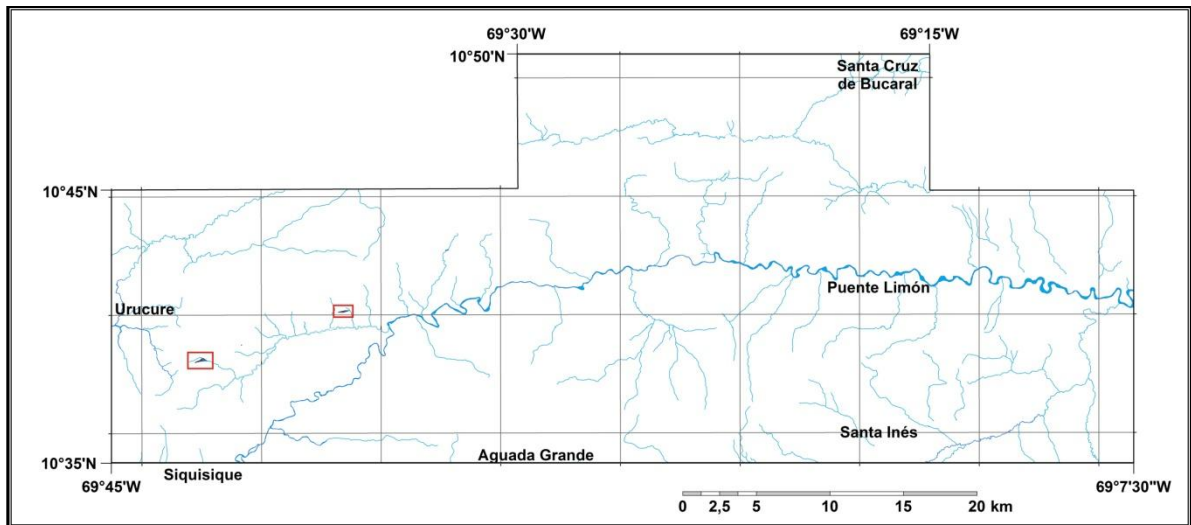 69°30'W
69°15'W
10°50'N
Santa Cruz
de Bucaral
10°45'N
Urucure
Puente Limón
Santa Inés
Aguada Grande
10°35'N
Siquisique
69°45'W
69°7'30"W
0 2,5 5 10 15 20 km